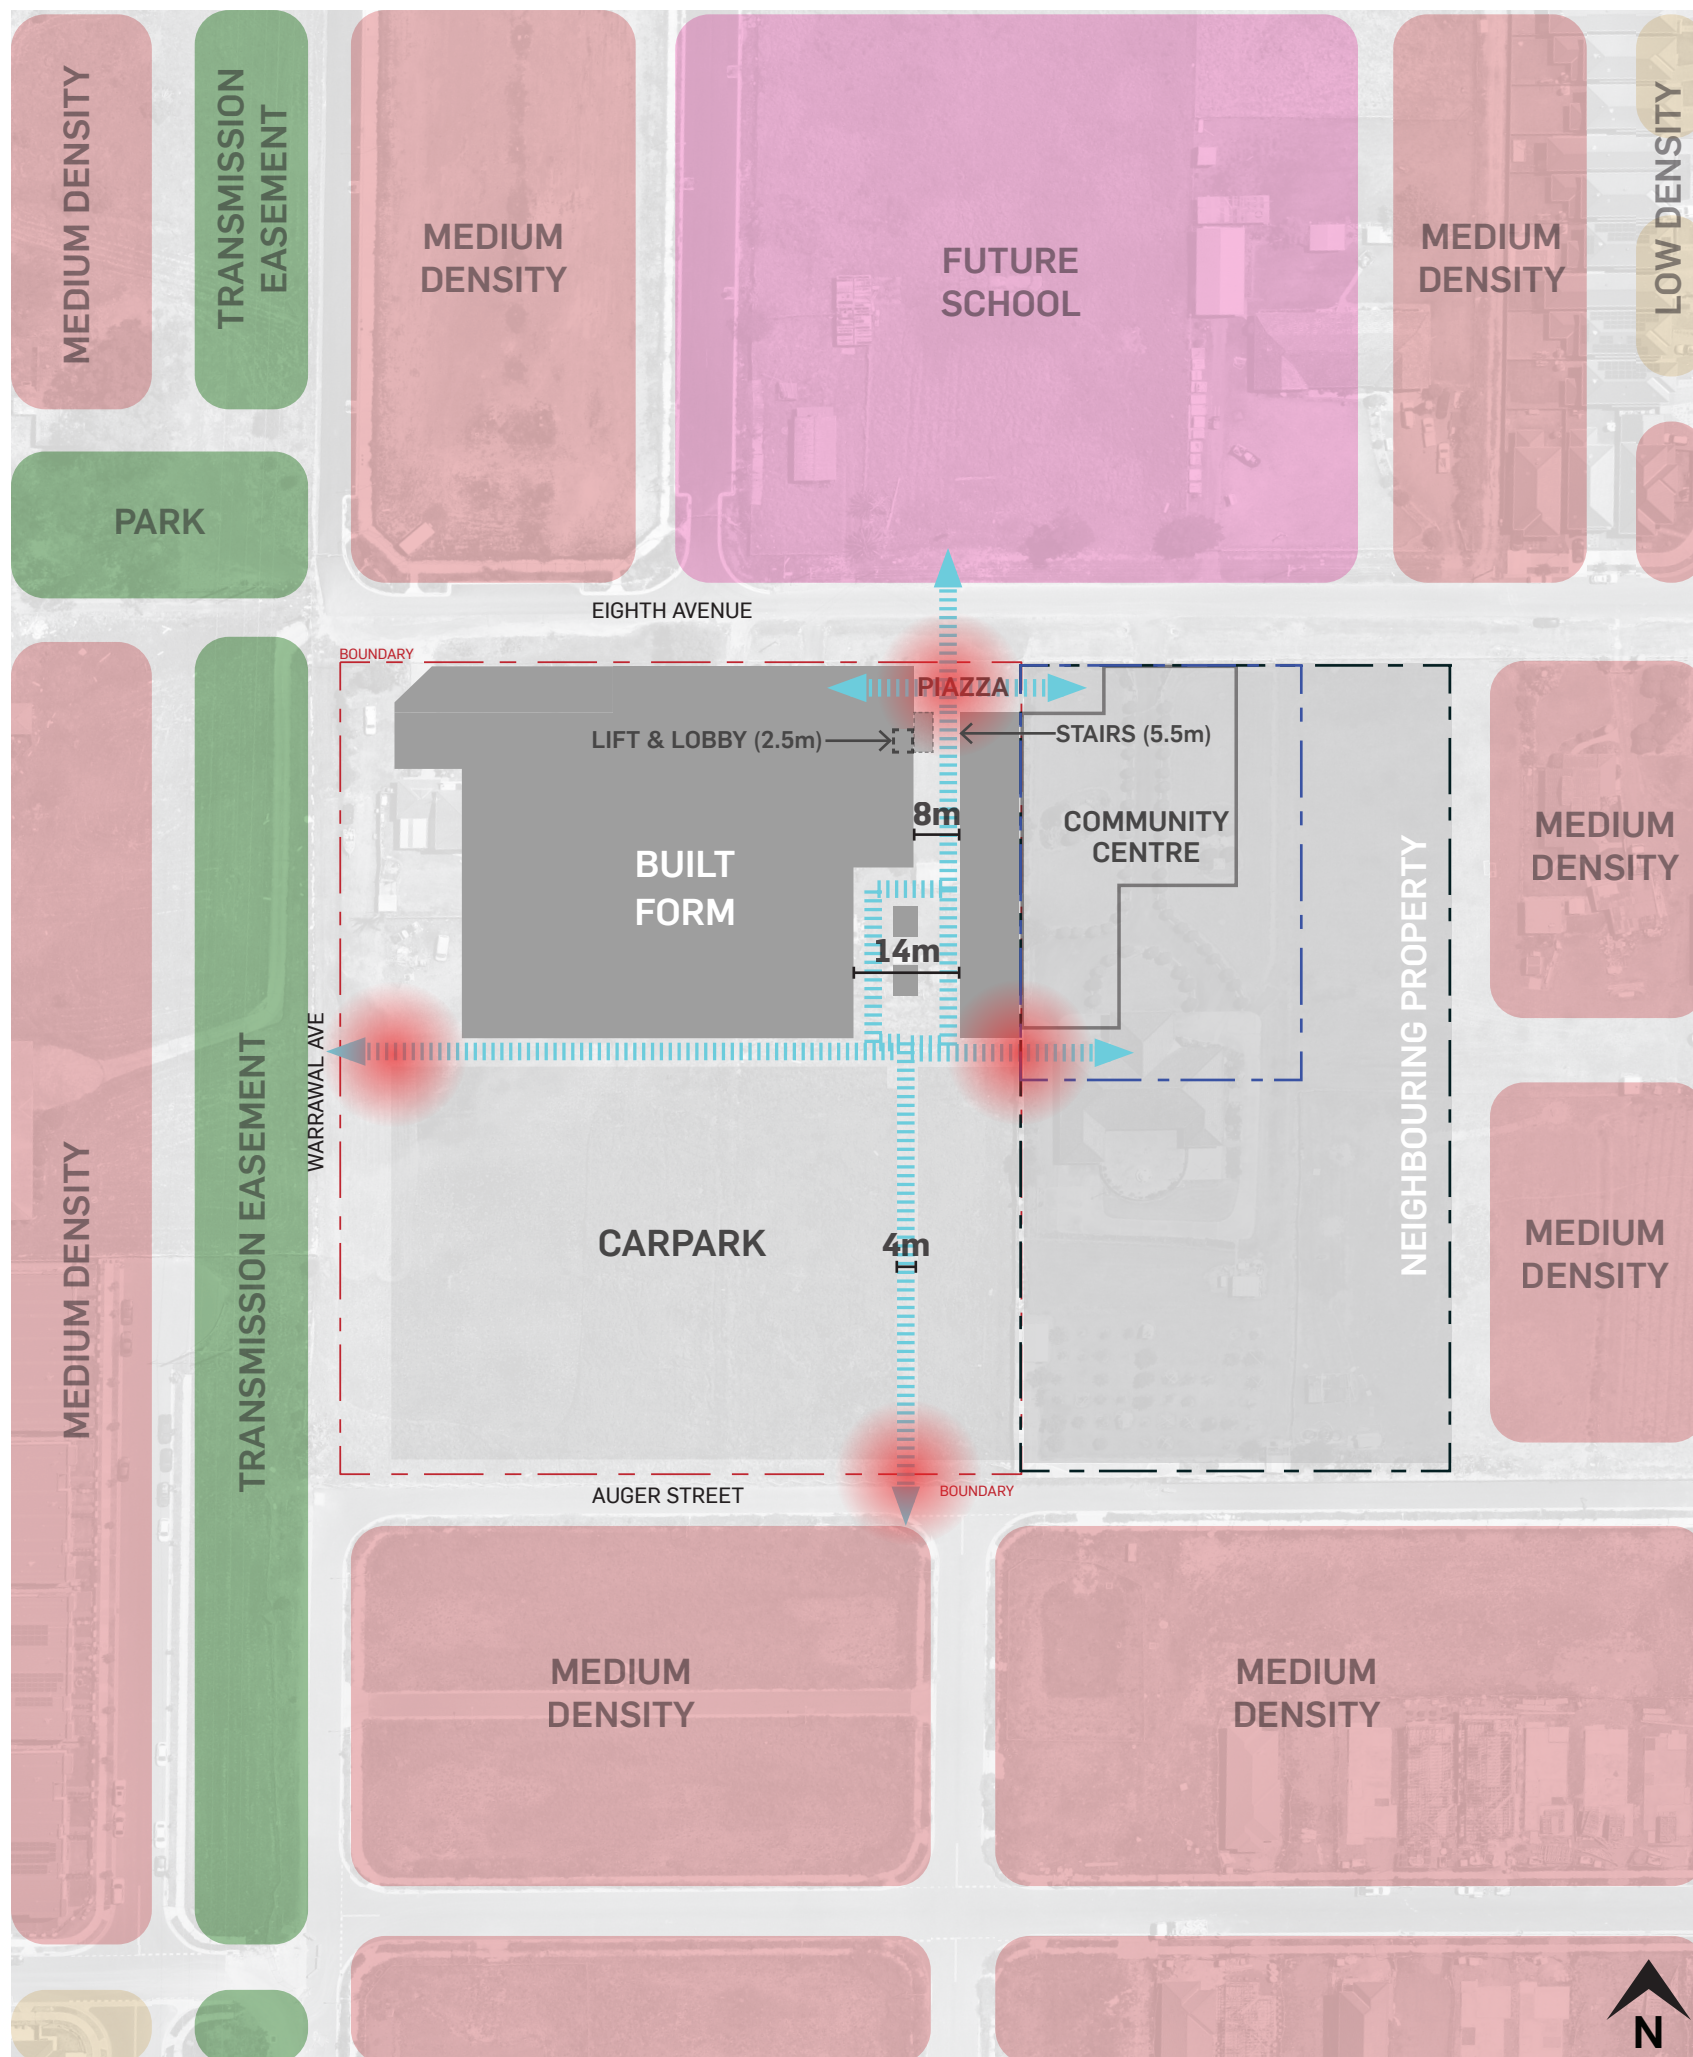 MEDIUM DENSITY
TRANSMISSION
EASEMENT
MEDIUM
DENSITY
FUTURE
SCHOOL
MEDIUM
DENSITY
LOW DENSITY
PARK
EIGHTH AVENUE
BOUNDARY
PIAZZA
LIFT & LOBBY (2.5m)
STAIRS (5.5m)
8m
COMMUNITY
CENTRE
MEDIUM
DENSITY
BUILT
FORM
14m
NEIGHBOURING PROPERTY
WARRAWAL AVE
TRANSMISSION EASEMENT
MEDIUM DENSITY
CARPARK
4m
MEDIUM
DENSITY
AUGER STREET
BOUNDARY
MEDIUM
DENSITY
MEDIUM
DENSITY
N